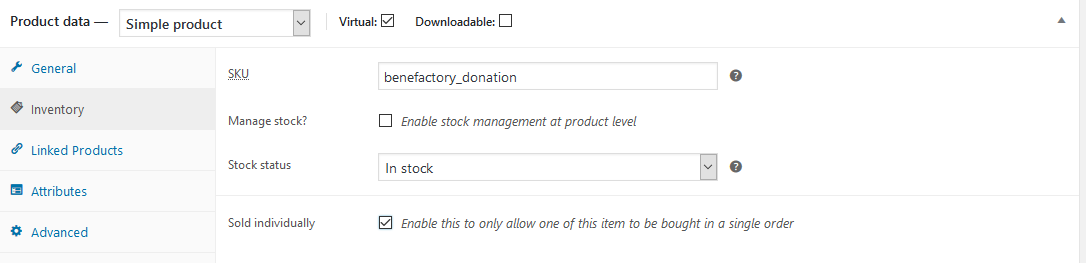 Product data — Simple product Virtual: Downloadable:
General
Inventory
Linked Products
Attributes
Advanced
SKU benefactory_donation
Manage stock? Enable stock management at product level
Stock status In stock
Sold individually Enable this to only allow one of this item to be bought in a single order